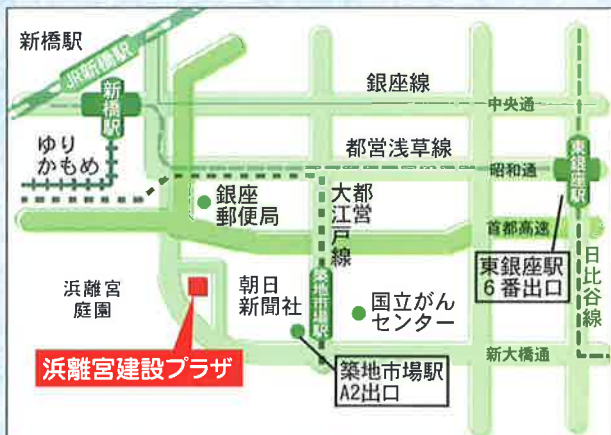 新橋駅
JR新橋駅
新橋駅
銀座線
中央通
ゆり
かもめ
都営浅草線
昭和通
東銀座駅
銀座
郵便局
大江戸線
都営
首都高速
東銀座駅
6番出口
日比谷線
浜離宮
庭園
朝日
新聞社
築地市場駅
国立がん
センター
新大橋通
浜離宮建設プラザ
築地市場駅
A2出口